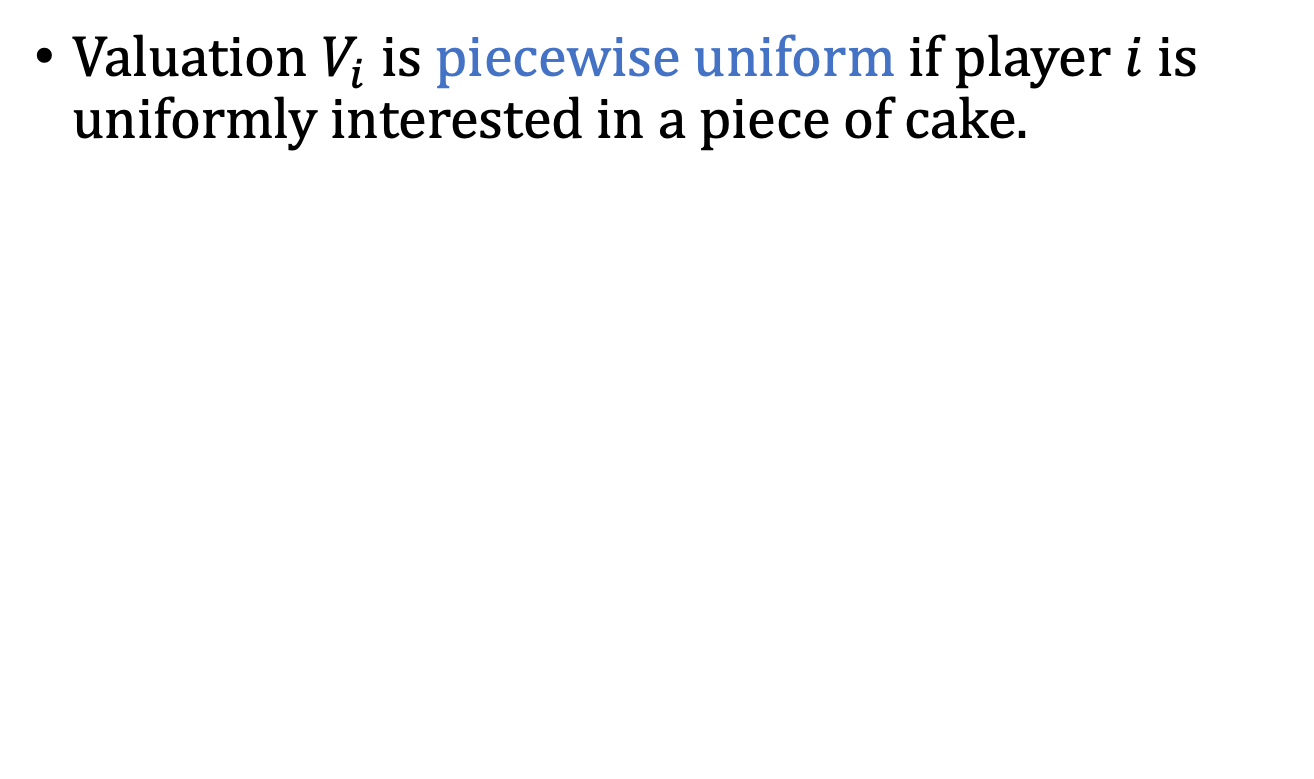 • Valuation Vᵢ is piecewise uniform if player i is
uniformly interested in a piece of cake.